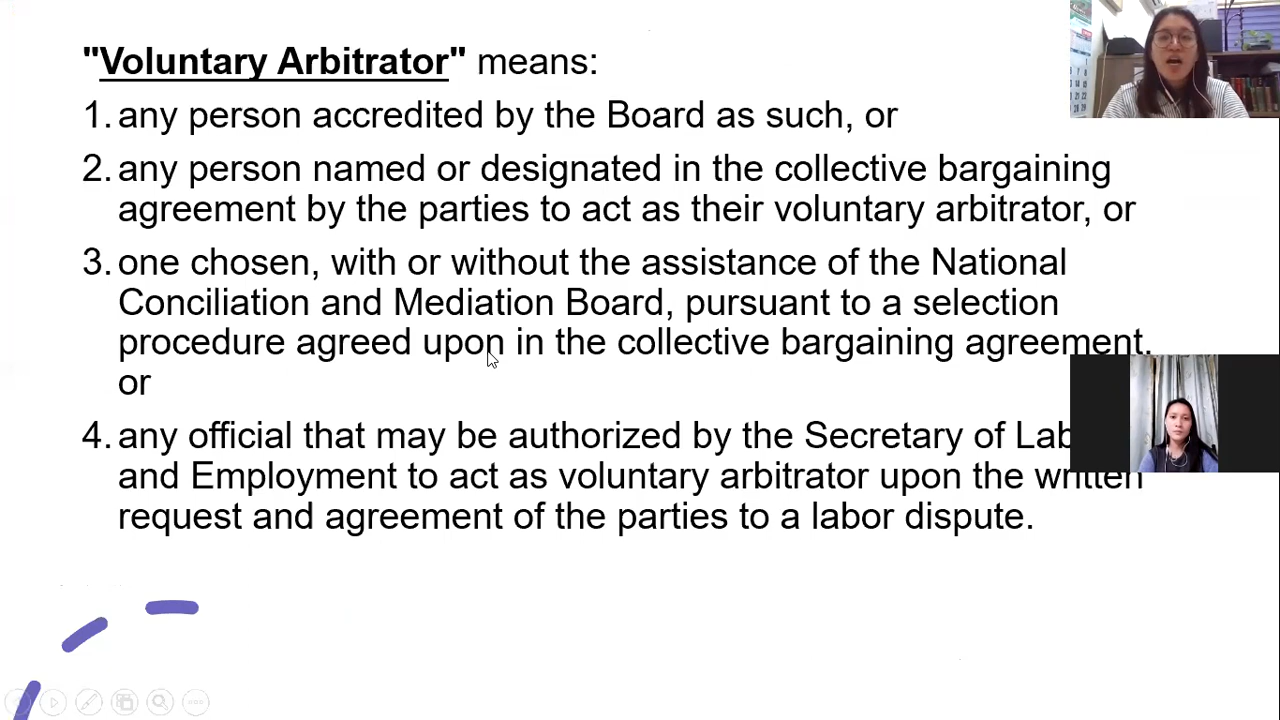 "Voluntary Arbitrator" means:
1. any person accredited by the Board as such, or
2. any person named or designated in the collective bargaining
agreement by the parties to act as their voluntary arbitrator, or
3. one chosen, with or without the assistance of the National
Conciliation and Mediation Board, pursuant to a selection
procedure agreed upon in the collective bargaining agreement,
or
4. any official that may be authorized by the Secretary of Lab
and Employment to act as voluntary arbitrator upon the written
request and agreement of the parties to a labor dispute.